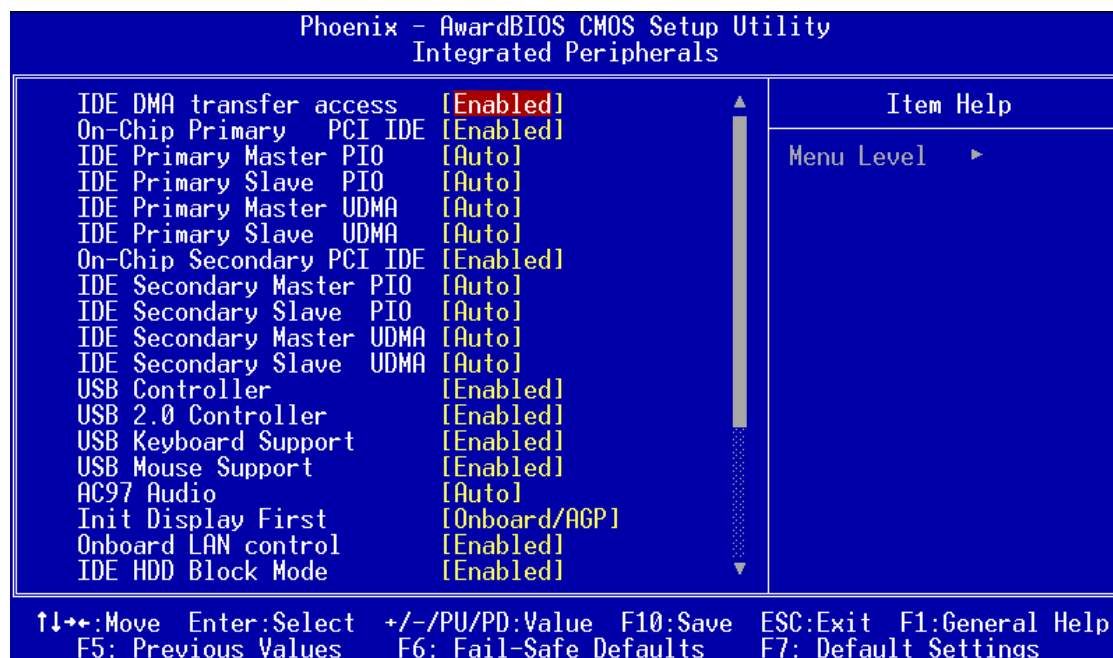 Phoenix - AwardBIOS CMOS Setup Utility
Integrated Peripherals
IDE DMA transfer access [Enabled]
On-Chip Primary PCI IDE [Enabled]
IDE Primary Master PIO [Auto]
IDE Primary Slave PIO [Auto]
IDE Primary Master UDMA [Auto]
IDE Primary Slave UDMA [Auto]
On-Chip Secondary PCI IDE [Enabled]
IDE Secondary Master PIO [Auto]
IDE Secondary Slave PIO [Auto]
IDE Secondary Master UDMA [Auto]
IDE Secondary Slave UDMA [Auto]
USB Controller [Enabled]
USB 2.0 Controller [Enabled]
USB Keyboard Support [Enabled]
USB Mouse Support [Enabled]
AC97 Audio [Auto]
Init Display First [Onboard/AGP]
Onboard LAN control [Enabled]
IDE HDD Block Mode [Enabled]
Item Help
Menu Level ►
↑↓→←:Move Enter:Select +/-/PU/PD:Value F10:Save ESC:Exit F1:General Help
F5: Previous Values F6: Fail-Safe Defaults F7: Default Settings